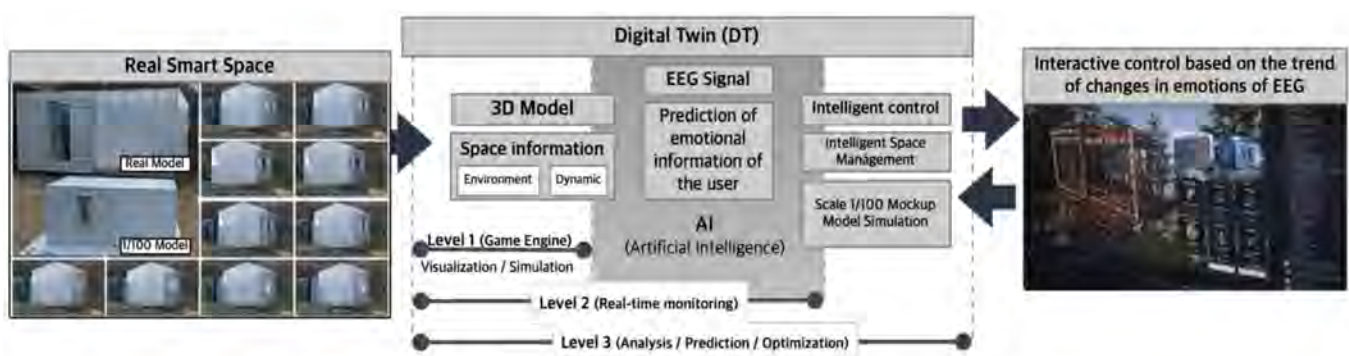 Digital Twin (DT)
Real Smart Space
Real Model
1/100 Model
3D Model
Space information
Environment
Dynamic
EEG Signal
Prediction of
emotional
information of
the user
AI
(Artificial Intelligence)
Intelligent control
Intelligent Space
Management
Scale 1/100 Mockup
Model Simulation
Level 1 (Game Engine)
Visualization / Simulation
Level 2 (Real-time monitoring)
Level 3 (Analysis / Prediction / Optimization)
Interactive control based on the trend
of changes in emotions of EEG